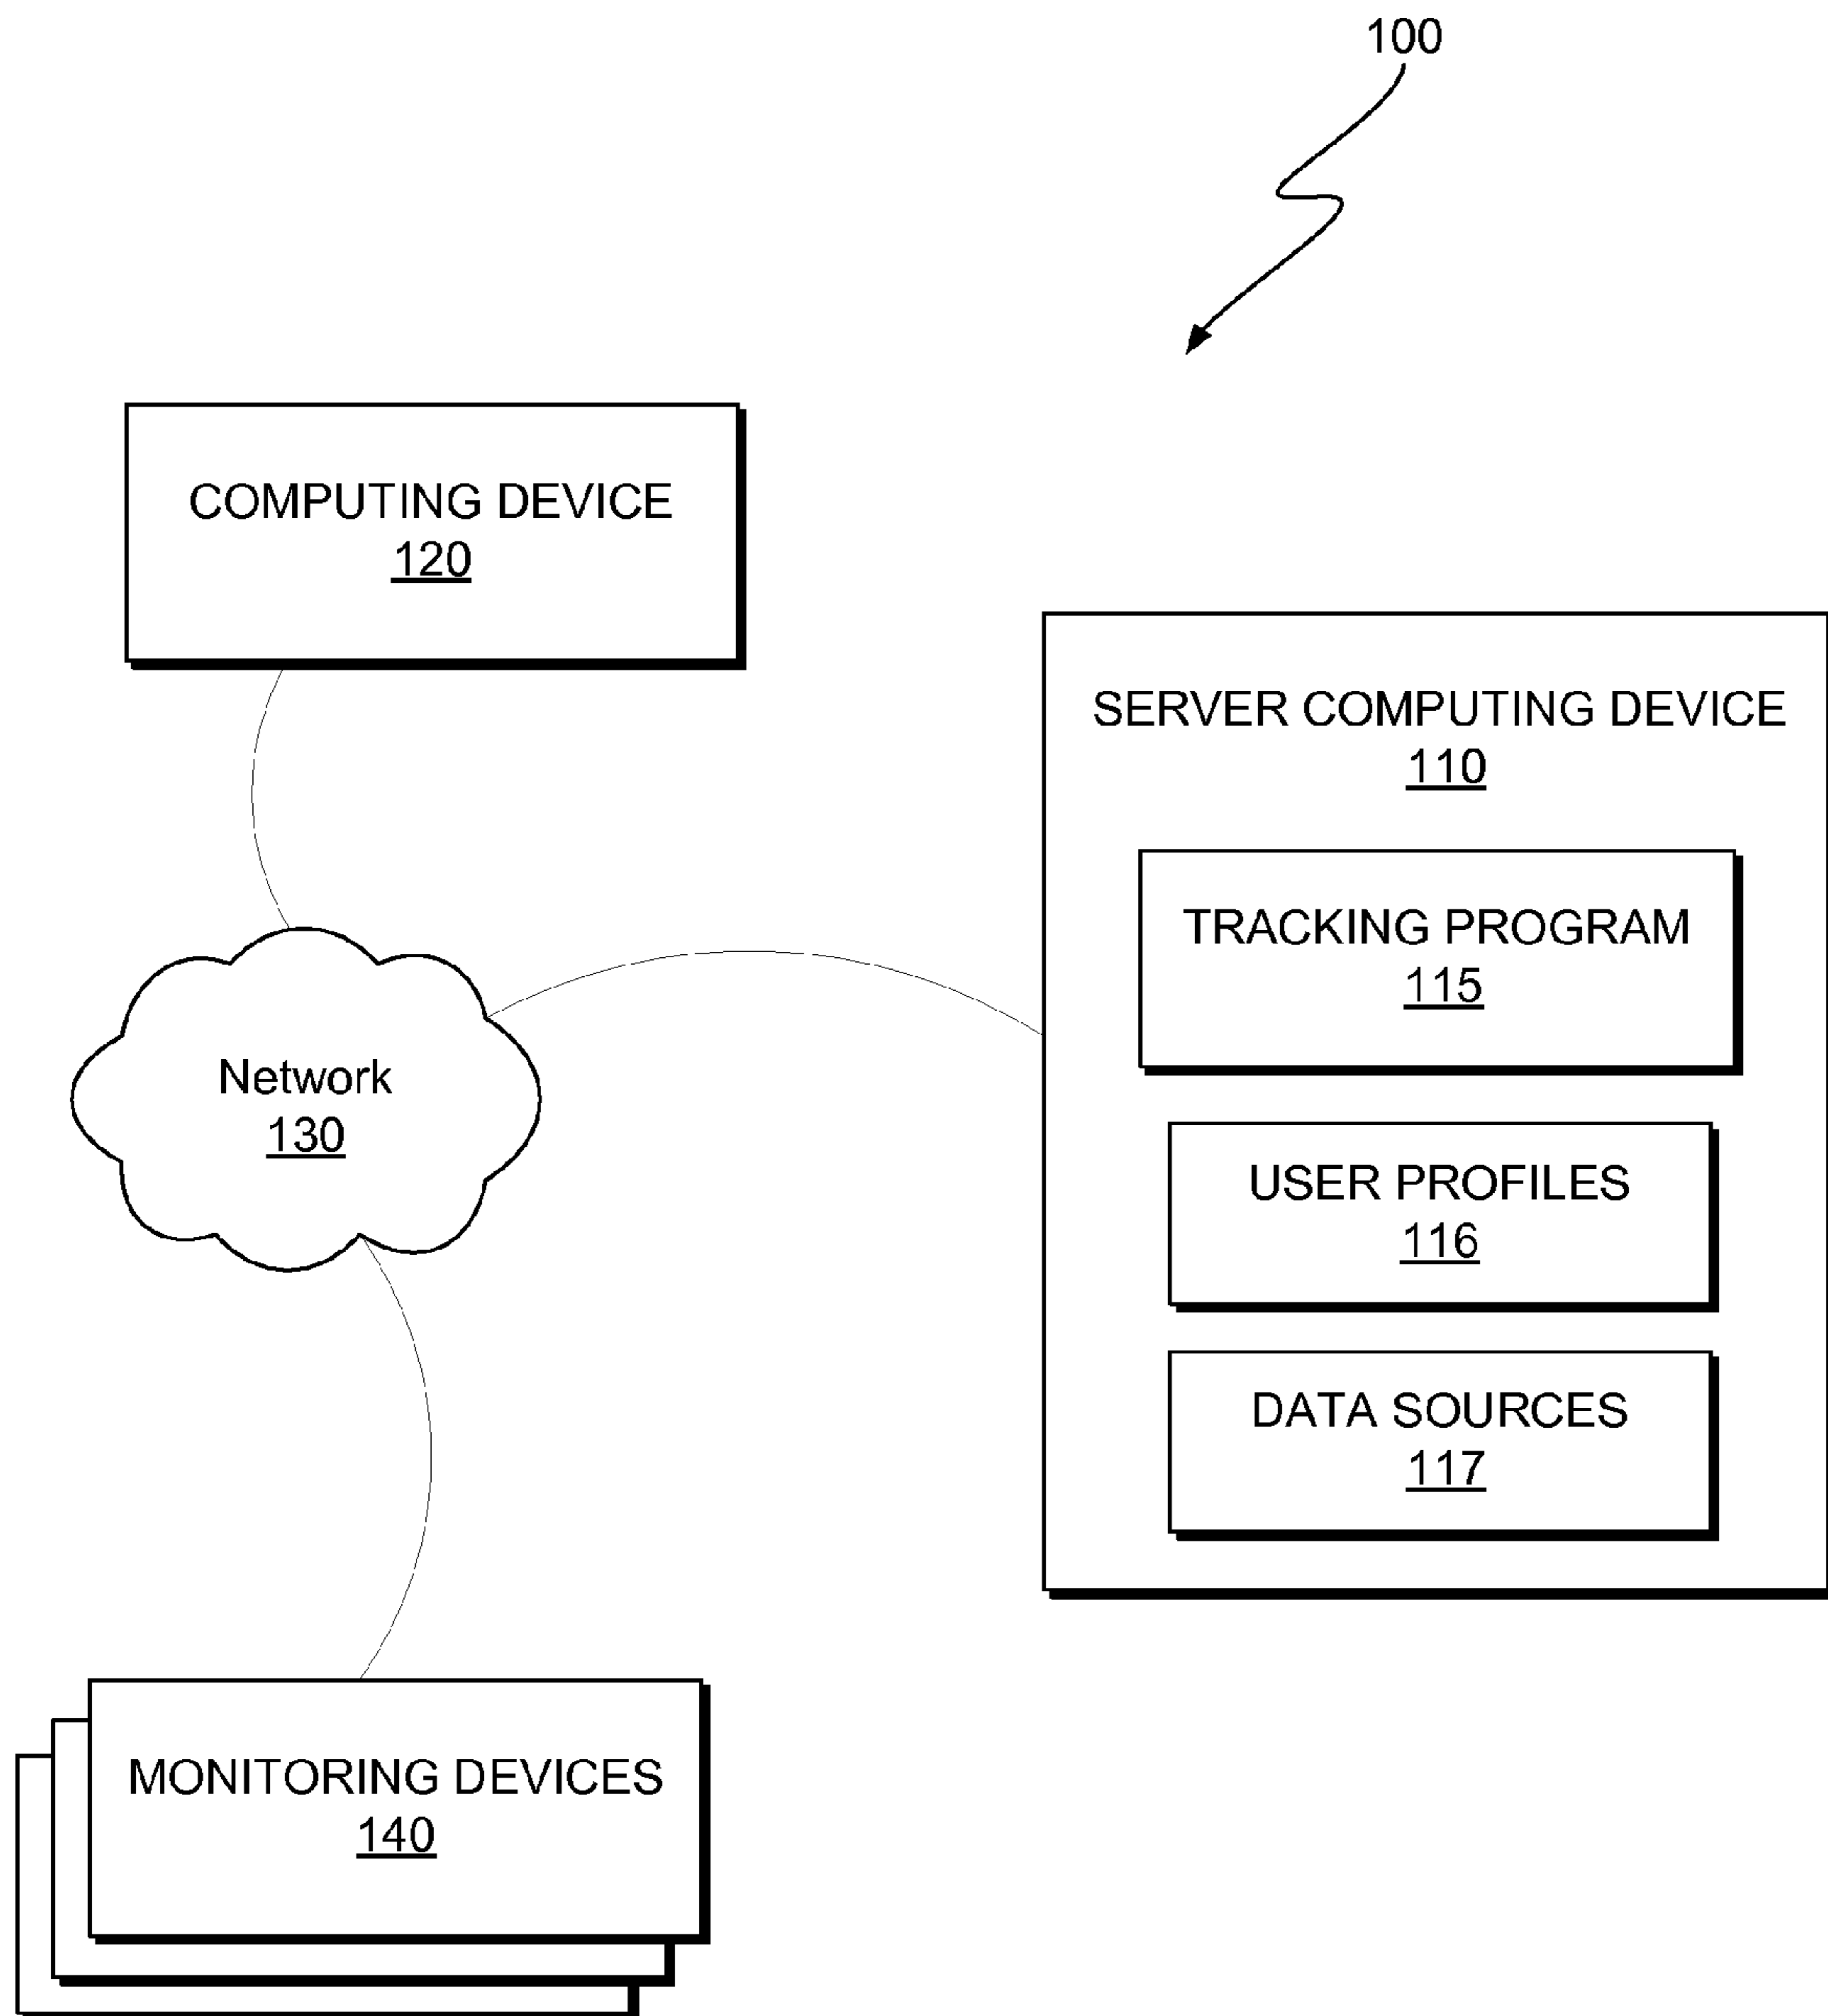 100
COMPUTING DEVICE
120
SERVER COMPUTING DEVICE
110
TRACKING PROGRAM
115
Network
130
USER PROFILES
116
DATA SOURCES
117
MONITORING DEVICES
140